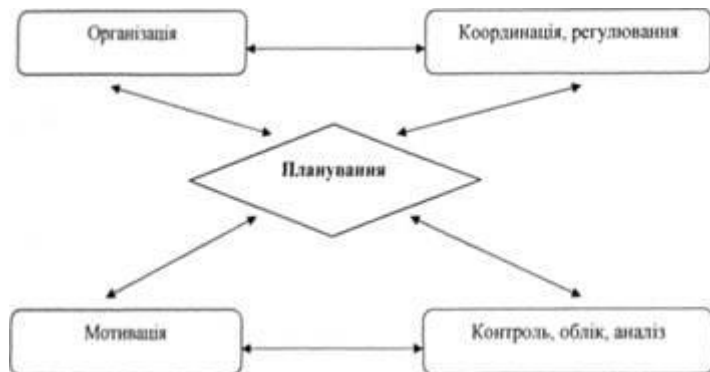 Організація
Координація, регулювання
Планування
Мотивація
Контроль, облік, аналіз